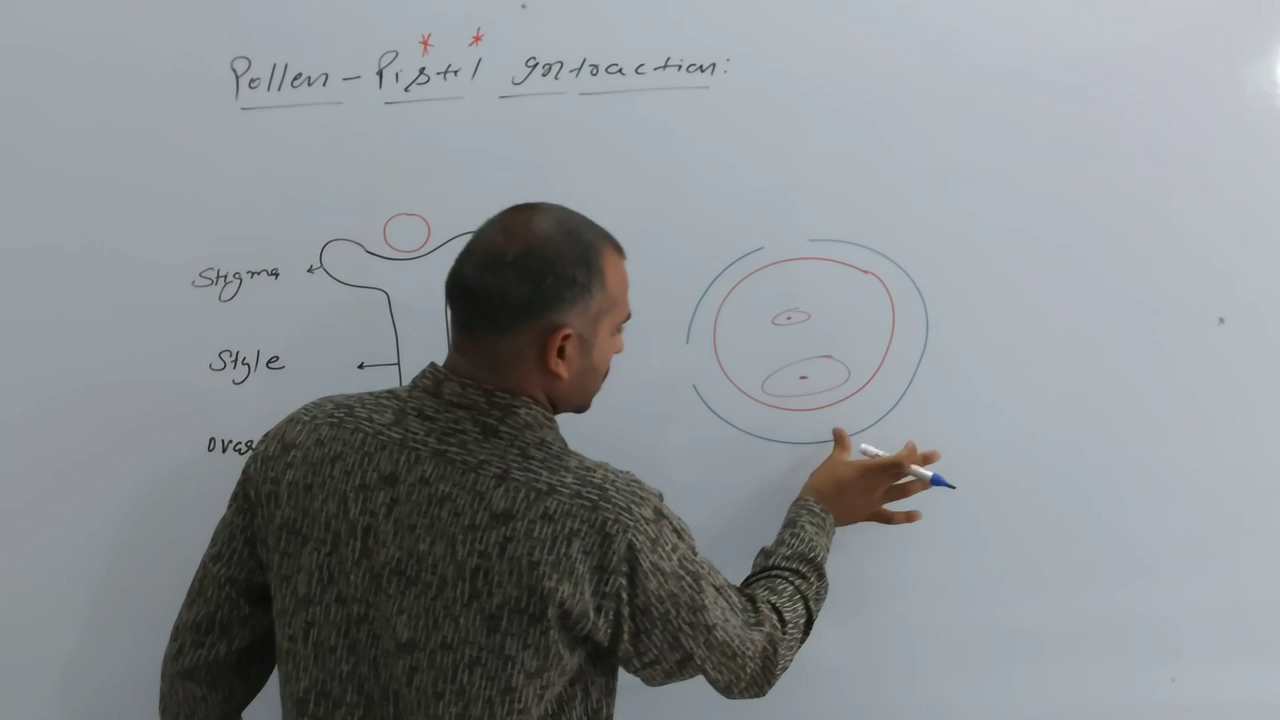 Pollen - Pistil Interaction:
Stigma
Style